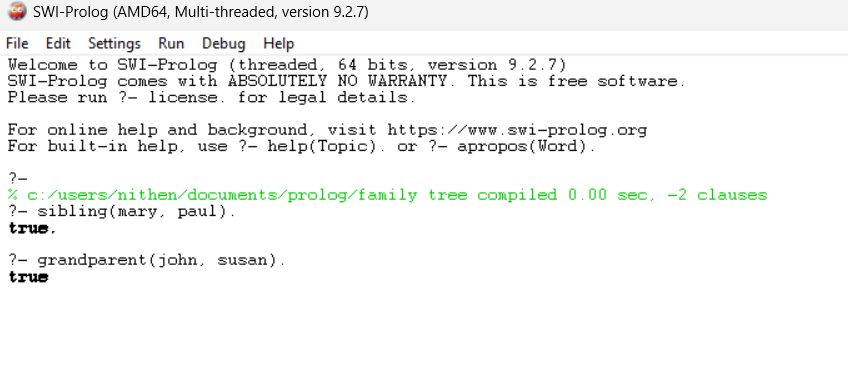 SWI-Prolog (AMD64, Multi-threaded, version 9.2.7)
File Edit Settings Run Debug Help
Welcome to SWI-Prolog (threaded, 64 bits, version 9.2.7)
SWI-Prolog comes with ABSOLUTELY NO WARRANTY. This is free software.
Please run ?- license. for legal details.
For online help and background, visit https://www.swi-prolog.org
For built-in help, use ?- help(Topic). or ?- apropos(Word).
?-
% c:/users/nithen/documents/prolog/family tree compiled 0.00 sec, -2 clauses
?- sibling(mary, paul).
true.
?- grandparent(john, susan).
true